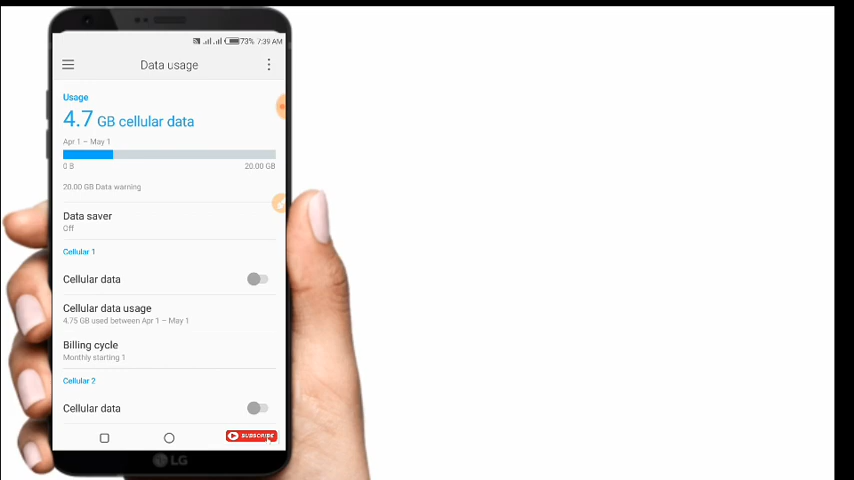 73% 7:39 AM
Data usage
Usage
4.7 GB cellular data
Apr 1 – May 1
0 B 20.00 GB
20.00 GB Data warning
Data saver
Off
Cellular 1
Cellular data
Cellular data usage
4.75 GB used between Apr 1 – May 1
Billing cycle
Monthly starting 1
Cellular 2
Cellular data
SUBSCRIBE
LG